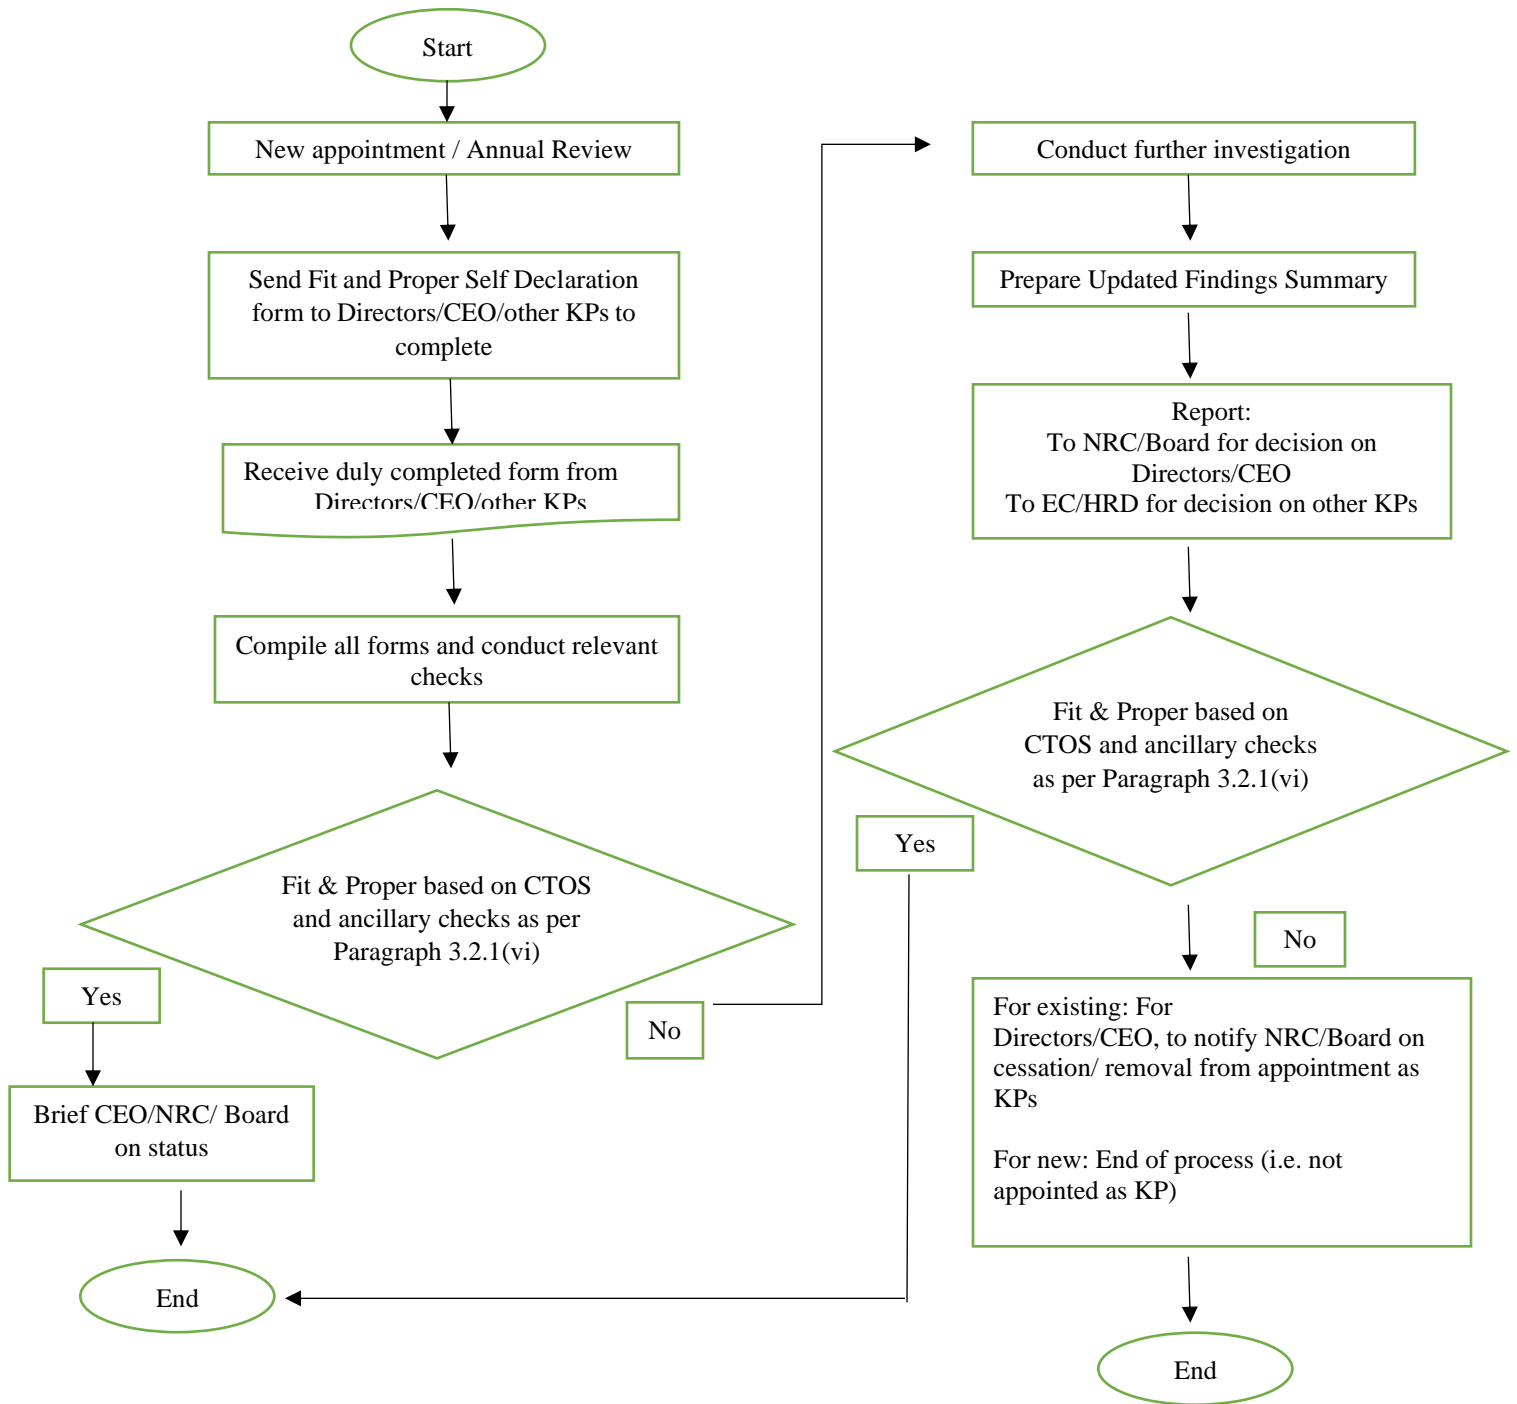 Start
New appointment / Annual Review
Send Fit and Proper Self Declaration
form to Directors/CEO/other KPs to
complete
Receive duly completed form from
Directors/CEO/other KPs
Compile all forms and conduct relevant
checks
Fit & Proper based on CTOS
and ancillary checks as per
Paragraph 3.2.1(vi)
Yes
No
Brief CEO/NRC/ Board
on status
End
Conduct further investigation
Prepare Updated Findings Summary
Report:
To NRC/Board for decision on
Directors/CEO
To EC/HRD for decision on other KPs
Fit & Proper based on
CTOS and ancillary checks
as per Paragraph 3.2.1(vi)
Yes
No
For existing: For
Directors/CEO, to notify NRC/Board on
cessation/ removal from appointment as
KPs
For new: End of process (i.e. not
appointed as KP)
End